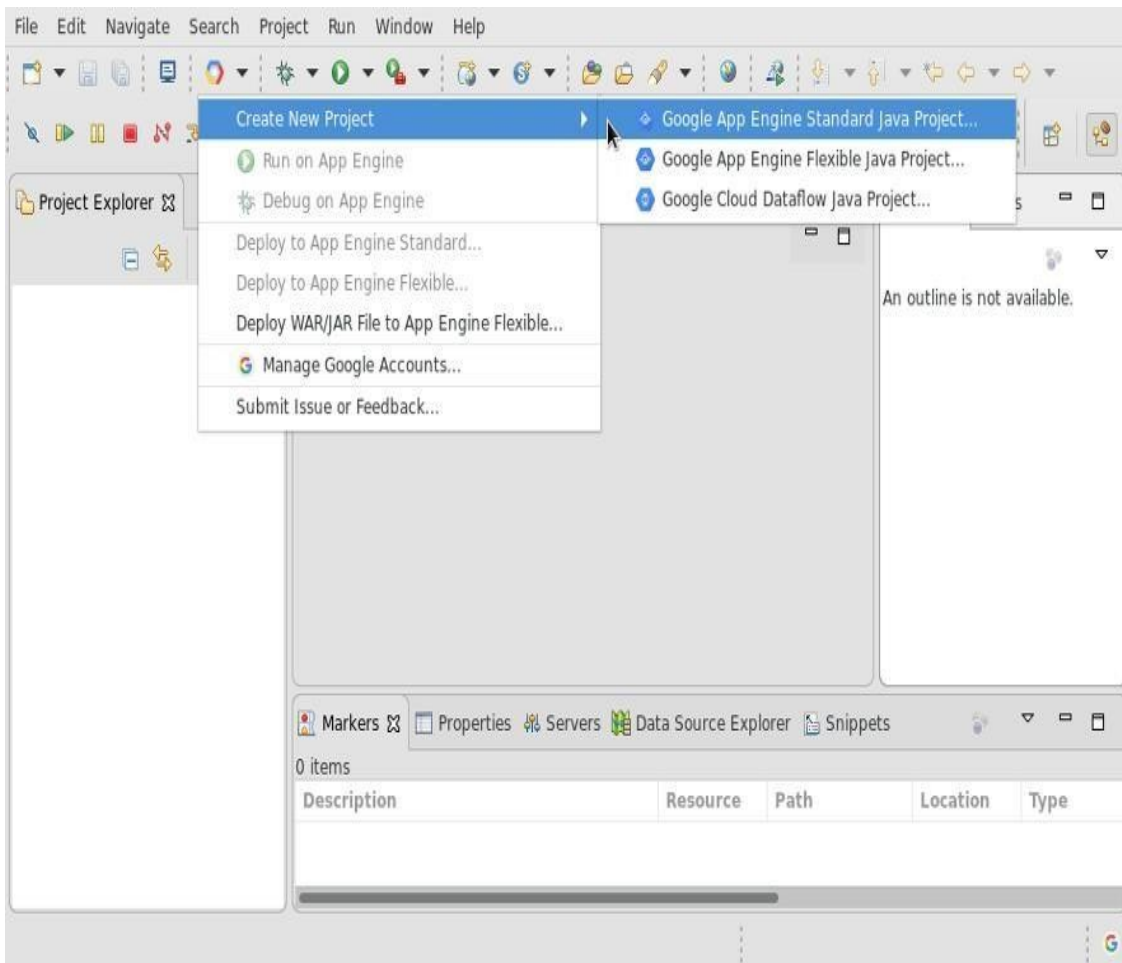 File Edit Navigate Search Project Run Window Help
Create New Project
Google App Engine Standard Java Project...
Run on App Engine
Google App Engine Flexible Java Project...
Project Explorer
Debug on App Engine
Google Cloud Dataflow Java Project...
s
Deploy to App Engine Standard...
Deploy to App Engine Flexible...
An outline is not available.
Deploy WAR/JAR File to App Engine Flexible...
Manage Google Accounts...
Submit Issue or Feedback...
Markers Properties Servers Data Source Explorer Snippets
0 items
Description Resource Path Location Type